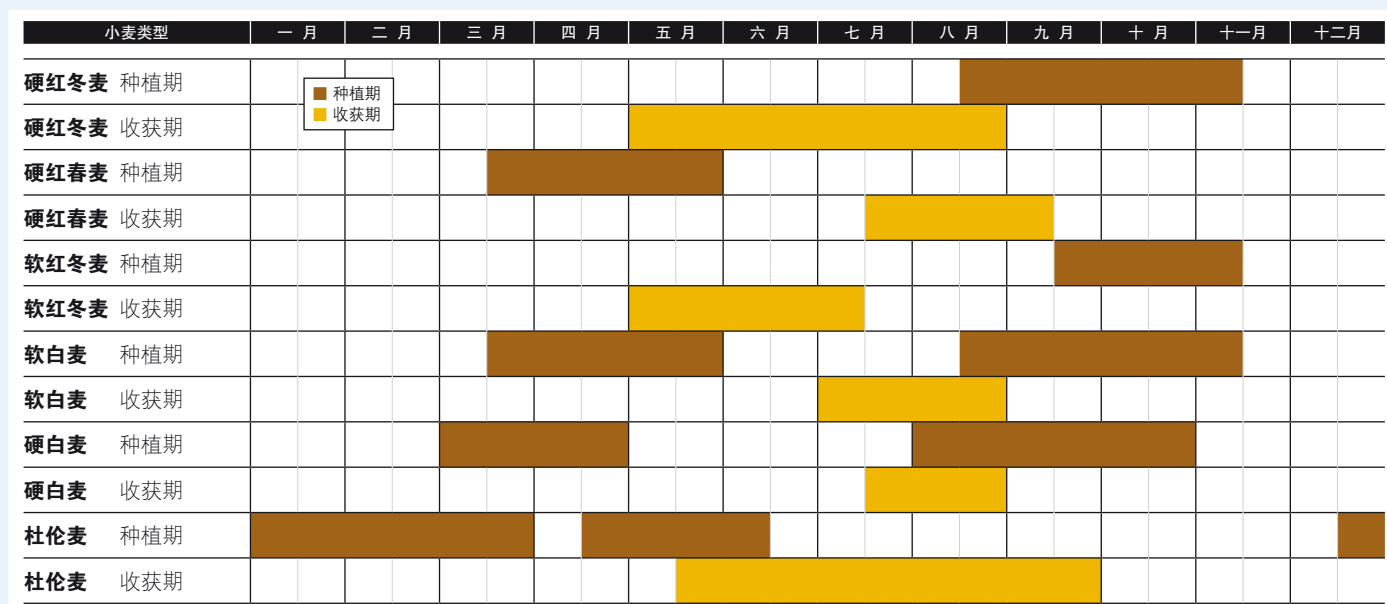 小麦类型 一 月 二 月 三 月 四 月 五 月 六 月 七 月 八 月 九 月 十 月 十一月 十二月
硬红冬麦 种植期
种植期
收获期
硬红冬麦 收获期
硬红春麦 种植期
硬红春麦 收获期
软红冬麦 种植期
软红冬麦 收获期
软白麦 种植期
软白麦 收获期
硬白麦 种植期
硬白麦 收获期
杜伦麦 种植期
杜伦麦 收获期